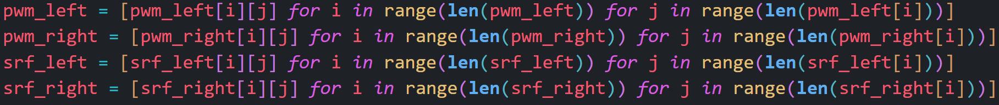 pwm_left = [pwm_left[i][j] for i in range(len(pwm_left)) for j in range(len(pwm_left[i]))]
pwm_right = [pwm_right[i][j] for i in range(len(pwm_right)) for j in range(len(pwm_right[i]))]
srf_left = [srf_left[i][j] for i in range(len(srf_left)) for j in range(len(srf_left[i]))]
srf_right = [srf_right[i][j] for i in range(len(srf_right)) for j in range(len(srf_right[i]))]